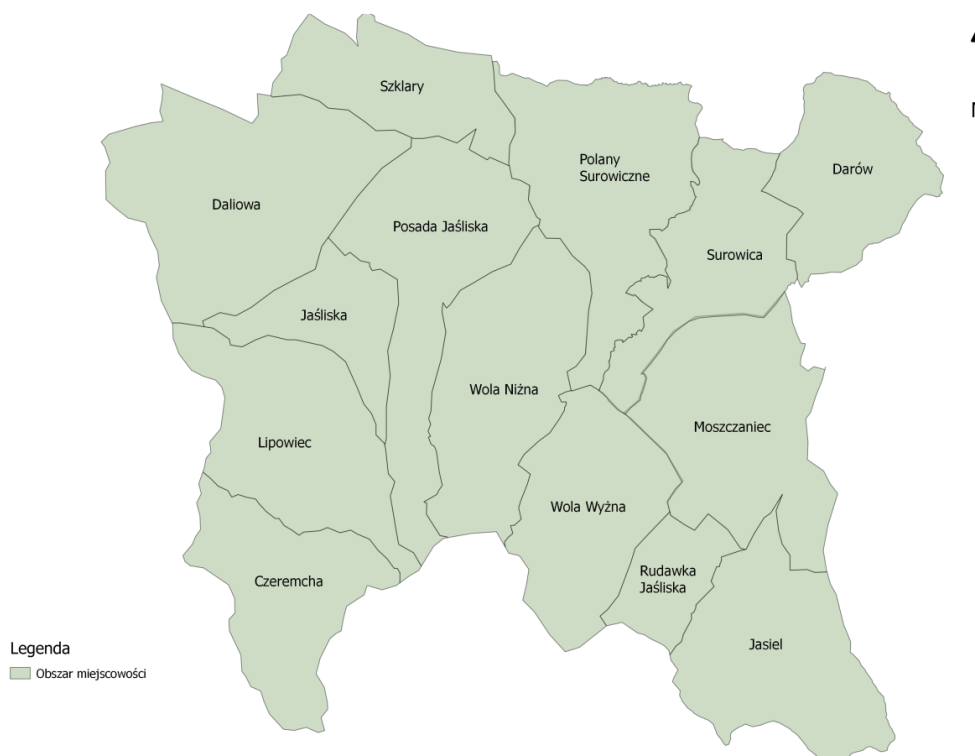 Szklary
Polany
Surowiczne
Darów
Daliowa
Posada Jaśliska
Surowica
Jaśliska
Wola Niżna
Moszczaniec
Lipowiec
Wola Wyżna
Czeremcha
Rudawka
Jaśliska
Jasiel
Legenda
Obszar miejscowości